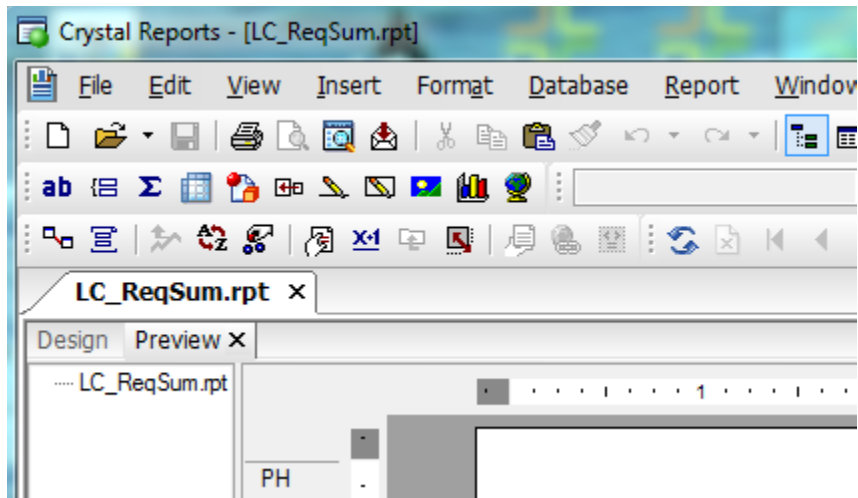 Crystal Reports - [LC_ReqSum.rpt]
File Edit View Insert Format Database Report Window
ab Σ
A Z X+1
LC_ReqSum.rpt ×
Design Preview ×
LC_ReqSum.rpt
1
PH